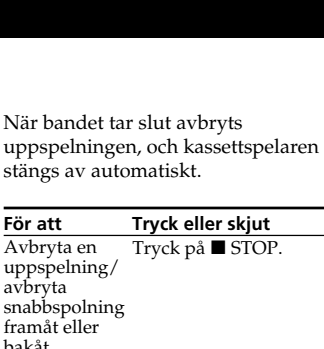 När bandet tar slut avbryts
uppspelningen, och kassettspelaren
stängs av automatiskt.
För att Tryck eller skjut
Avbryta en Tryck på ■ STOP.
uppspelning/
avbryta
snabbspolning
framåt eller
bakåt